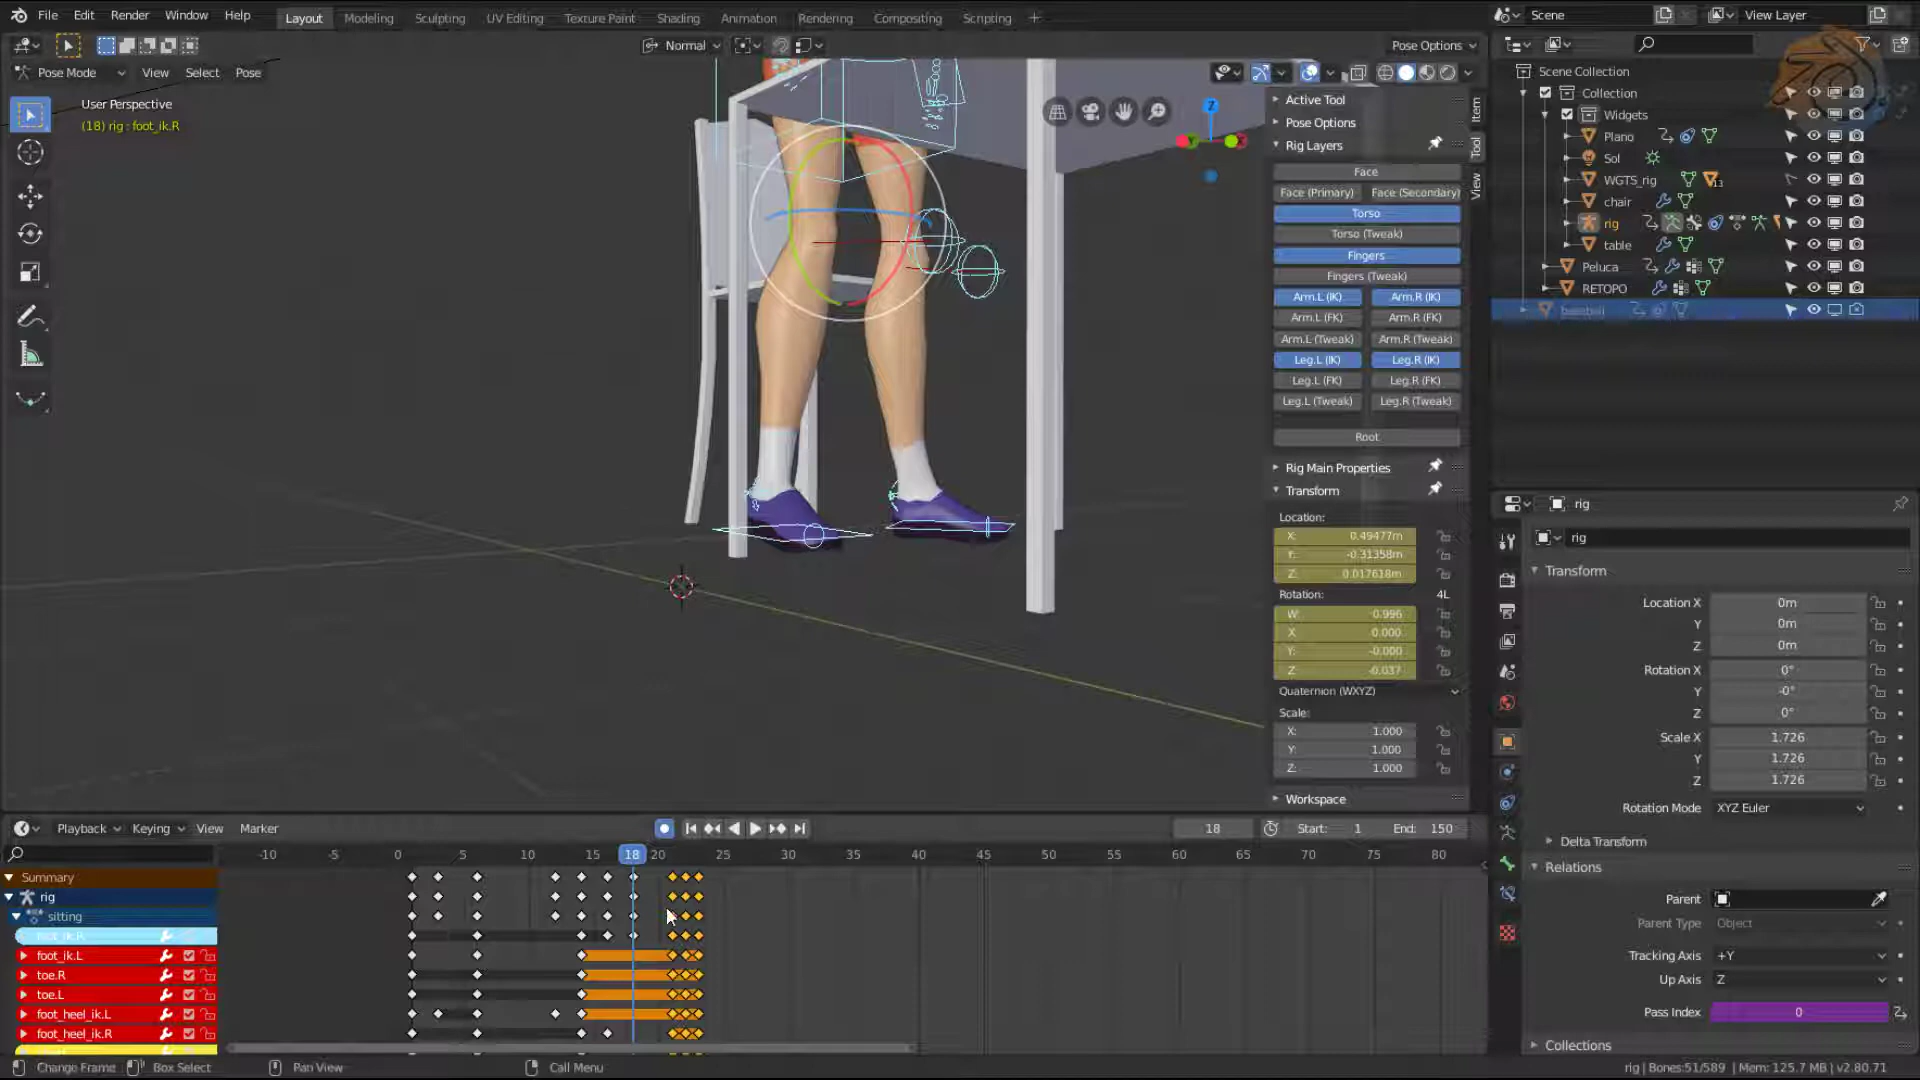 File Edit Render Window Help Layout Modeling Sculpting UV Editing Texture Paint Shading Animation Rendering Compositing Scripting +
Scene
View Layer
Normal
Pose Options
Pose Mode View Select Pose
User Perspective
(18) rig : foot_ik.R
Z
Active Tool
Pose Options
Rig Layers
Face
Face (Primary) Face (Secondary)
Torso
Torso (Tweak)
Fingers
Fingers (Tweak)
Arm.L (IK) Arm.R (IK)
Arm.L (FK) Arm.R (FK)
Arm.L (Tweak) Arm.R (Tweak)
Leg.L (IK) Leg.R (IK)
Leg.L (FK) Leg.R (FK)
Leg.L (Tweak) Leg.R (Tweak)
Root
Rig Main Properties
Transform
Location:
X: 0.49477m
Y: -0.31358m
Z: 0.017618m
Rotation: 4L
W: 0.996
X 0.000
Y: -0.000
Z: -0.037
Quaternion (WXYZ)
Scale:
X: 1.000
Y: 1.000
Z: 1.000
Workspace
Item
Tool
View
Scene Collection
Collection
Widgets
Plano
Sol
WGTS_rig
13
chair
rig
table
Peluca
RETOPO
rig
rig
Transform
Location X 0m
Y 0m
Z 0m
Rotation X 0°
Y -0°
Z 0°
Scale X 1.726
Y 1.726
Z 1.726
Rotation Mode XYZ Euler
Delta Transform
Relations
Parent
Parent Type Object
Tracking Axis +Y
Up Axis Z
Pass Index 0
Collections
Playback Keying View Marker
18 Start: 1 End: 150
-10 -5 0 5 10 15 18 20 25 30 35 40 45 50 55 60 65 70 75 80
Summary
rig
sitting
foot_ik.R
foot_ik.L
toe.R
toe.L
foot_heel_ik.L
foot_heel_ik.R
Change Frame Box Select Pan View Call Menu
rig | Bones:51/589 | Mem: 125.7 MB | v2.80.71